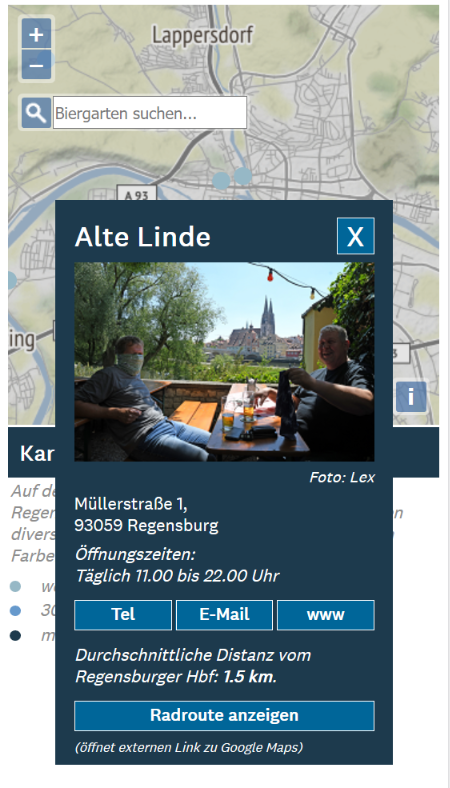 +
Lappersdorf
−
Biergarten suchen...
A 93
Alte Linde
X
ing
3
i
Foto: Lex
Kar
Müllerstraße 1,
93059 Regensburg
Auf de
Regen
en
divers
Öffnungszeiten:
Farbe
Täglich 11.00 bis 22.00 Uhr
w
Tel E-Mail www
30
m
Durchschnittliche Distanz vom
Regensburger Hbf: 1.5 km.
Radroute anzeigen
(öffnet externen Link zu Google Maps)